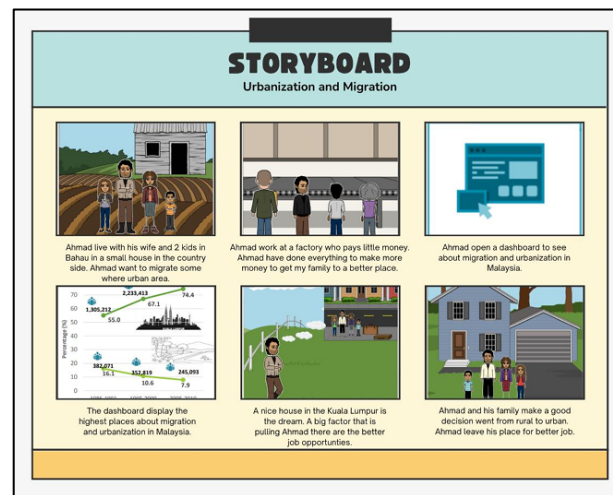 STORYBOARD
Urbanization and Migration
Ahmad live with his wife and 2 kids in
Bahau in a small house in the country
side. Ahmad want to migrate some
where urban area.
Ahmad work at a factory who pays little money.
Ahmad have done everything to make more
money to get my family to a better place.
Ahmad open a dashboard to see
about migration and urbanization in
Malaysia.
Percentage (%)
70
60
50
40
30
20
10
0
2,233,413
74.4
1,305,212
67.1
55.0
382,071
352,819
245,093
16.1
10.6
7.9
The dashboard display the
highest places about migration
and urbanization in Malaysia.
A nice house in the Kuala Lumpur is
the dream. A big factor that is
pulling Ahmad there are the better
job opportunties.
Ahmad and his family make a good
decision went from rural to urban.
Ahmad leave his place for better job.